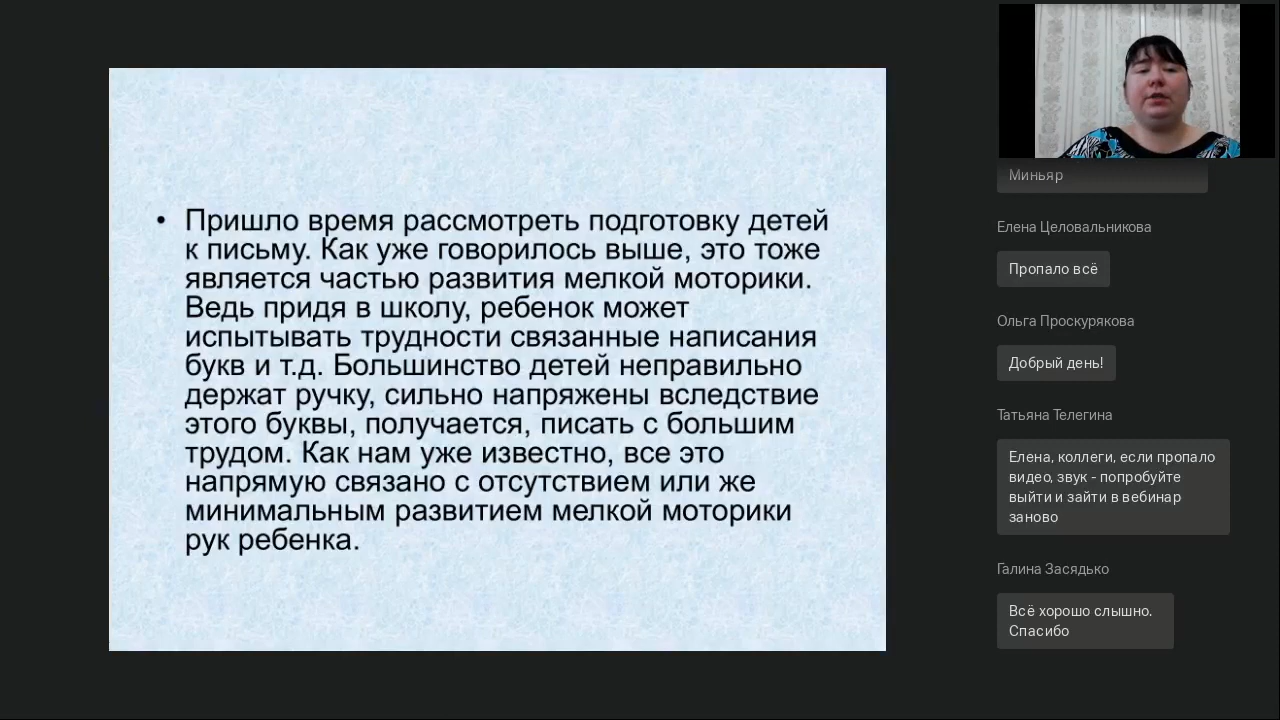 • Пришло время рассмотреть подготовку детей
к письму. Как уже говорилось выше, это тоже
является частью развития мелкой моторики.
Ведь придя в школу, ребенок может
испытывать трудности связанные написания
букв и т.д. Большинство детей неправильно
держат ручку, сильно напряжены вследствие
этого буквы, получается, писать с большим
трудом. Как нам уже известно, все это
напрямую связано с отсутствием или же
минимальным развитием мелкой моторики
рук ребенка.
Миньяр
Елена Целовальникова
Пропало всё
Ольга Проскурякова
Добрый день!
Татьяна Телегина
Елена, коллеги, если пропало
видео, звук - попробуйте
выйти и зайти в вебинар
заново
Галина Засядько
Всё хорошо слышно.
Спасибо